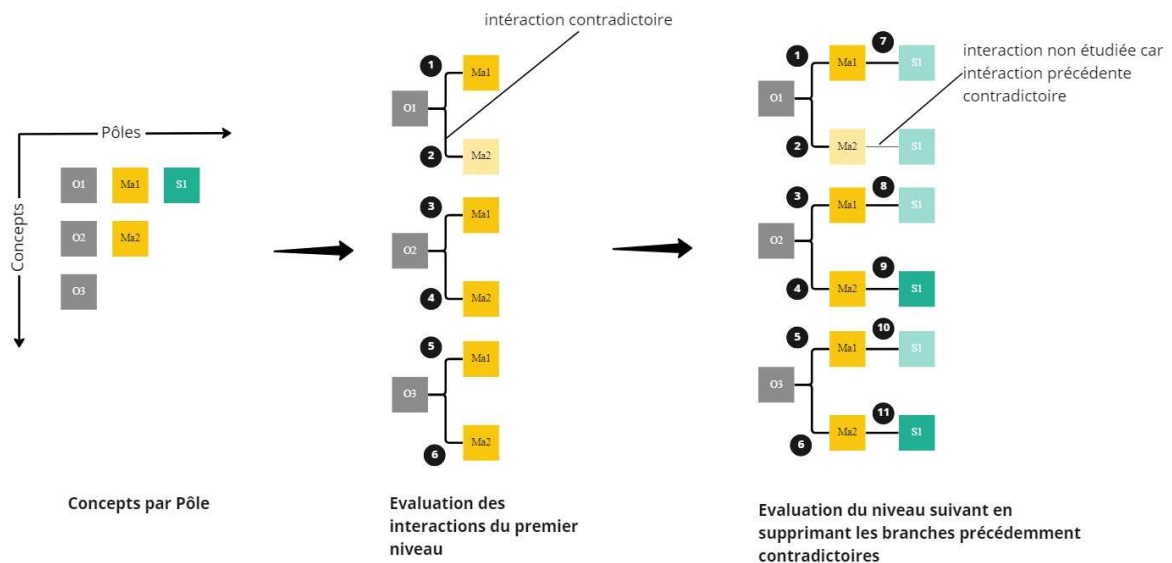 Pôles
Concepts
O1 Ma1 S1
O2 Ma2
O3
Concepts par Pôle
intéraction contradictoire
1
Ma1
O1
2
Ma2
3
Ma1
O2
4
Ma2
5
Ma1
O3
6
Ma2
Evaluation des
interactions du premier
niveau
interaction non étudiée car
intéraction précédente
contradictoire
1 7
Ma1 S1
O1
2
Ma2 S1
3 8
Ma1 S1
O2
9
4 Ma2 S1
5 10
Ma1 S1
O3
11
6 Ma2 S1
Evaluation du niveau suivant en
supprimant les branches précédemment
contradictoires